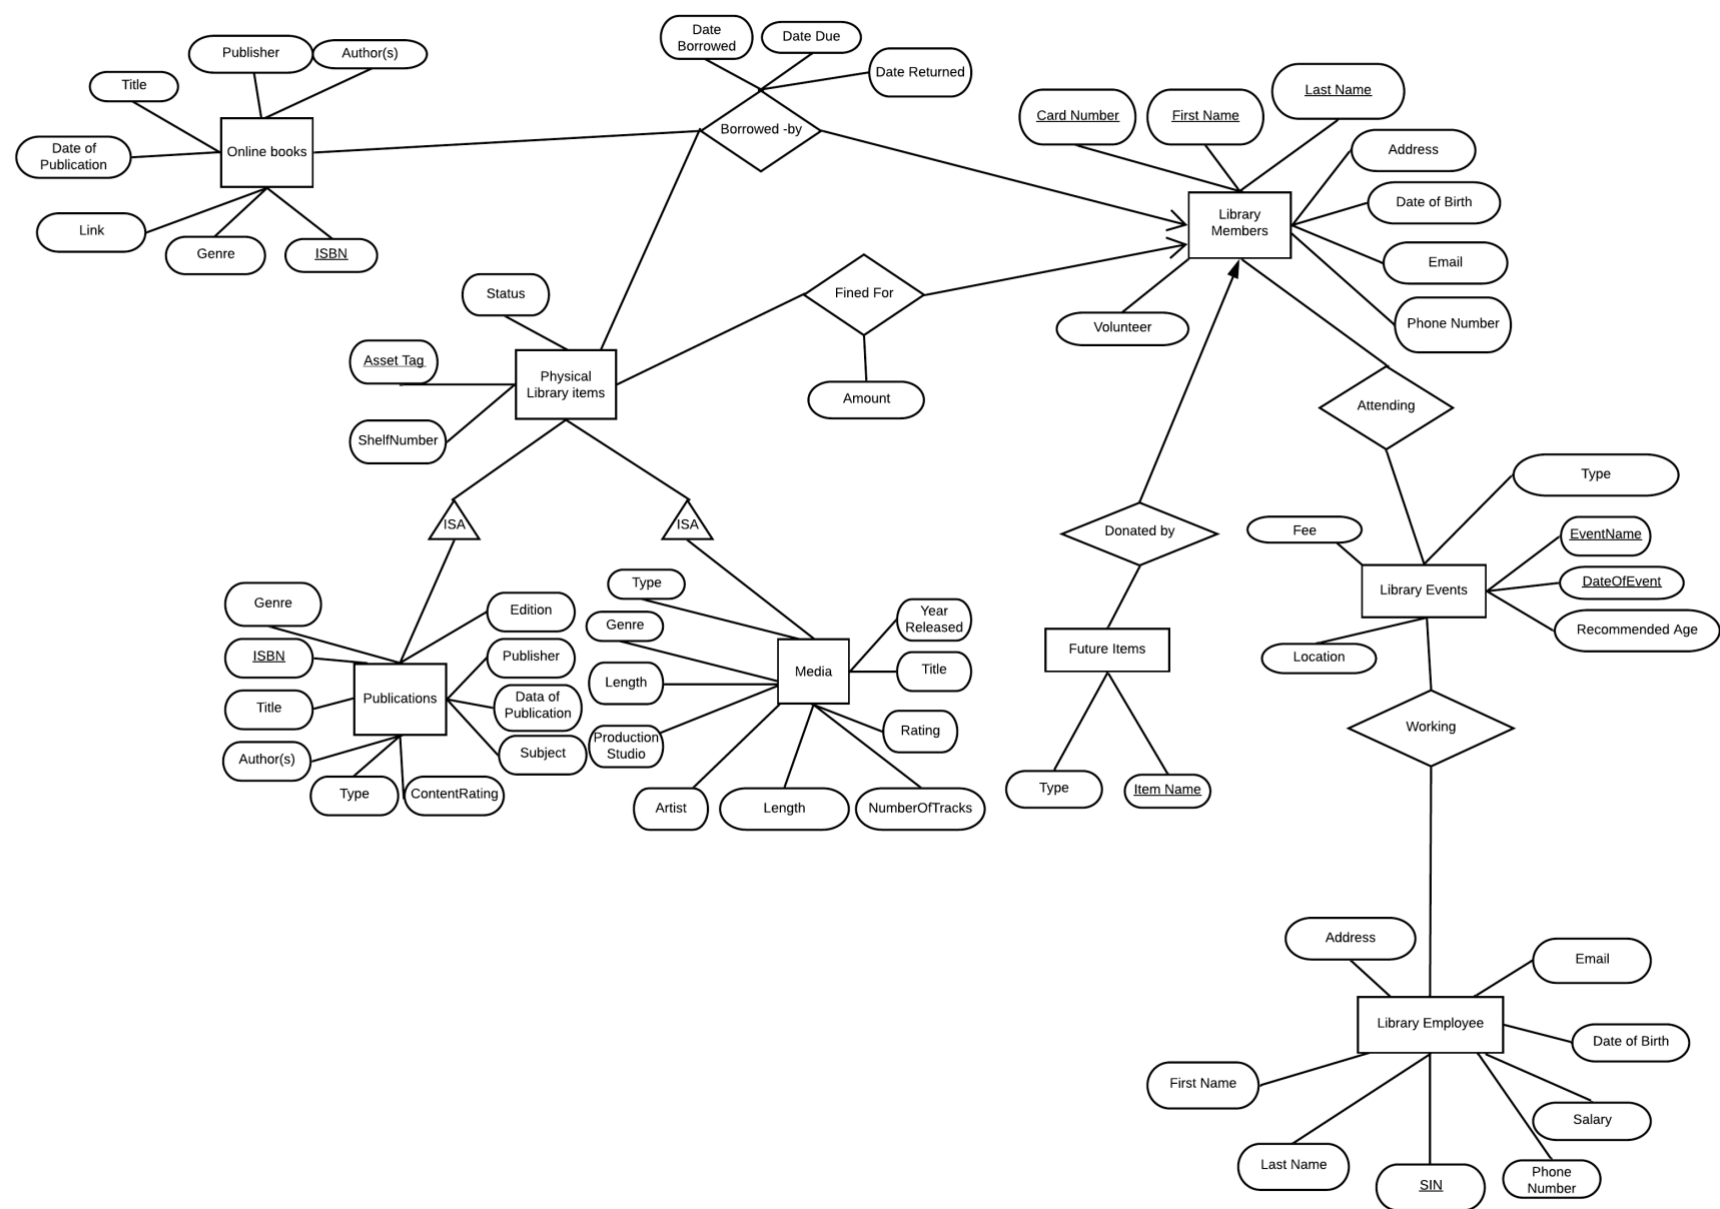 Date
Borrowed
Date Due
Date Returned
Publisher
Author(s)
Title
Date of
Publication
Online books
Link
Genre
ISBN
Borrowed -by
Card Number
First Name
Last Name
Address
Date of Birth
Email
Phone Number
Library
Members
Volunteer
Status
Asset Tag
ShelfNumber
Physical
Library items
Fined For
Amount
Attending
ISA
ISA
Donated by
Type
Fee
EventName
DateOfEvent
Recommended Age
Library Events
Location
Genre
ISBN
Title
Author(s)
Type
ContentRating
Publications
Edition
Publisher
Data of
Publication
Subject
Type
Genre
Length
Production
Studio
Artist
Length
NumberOfTracks
Media
Year
Released
Title
Rating
Future Items
Type
Item Name
Working
Address
Email
Library Employee
Date of Birth
First Name
Last Name
SIN
Phone
Number
Salary